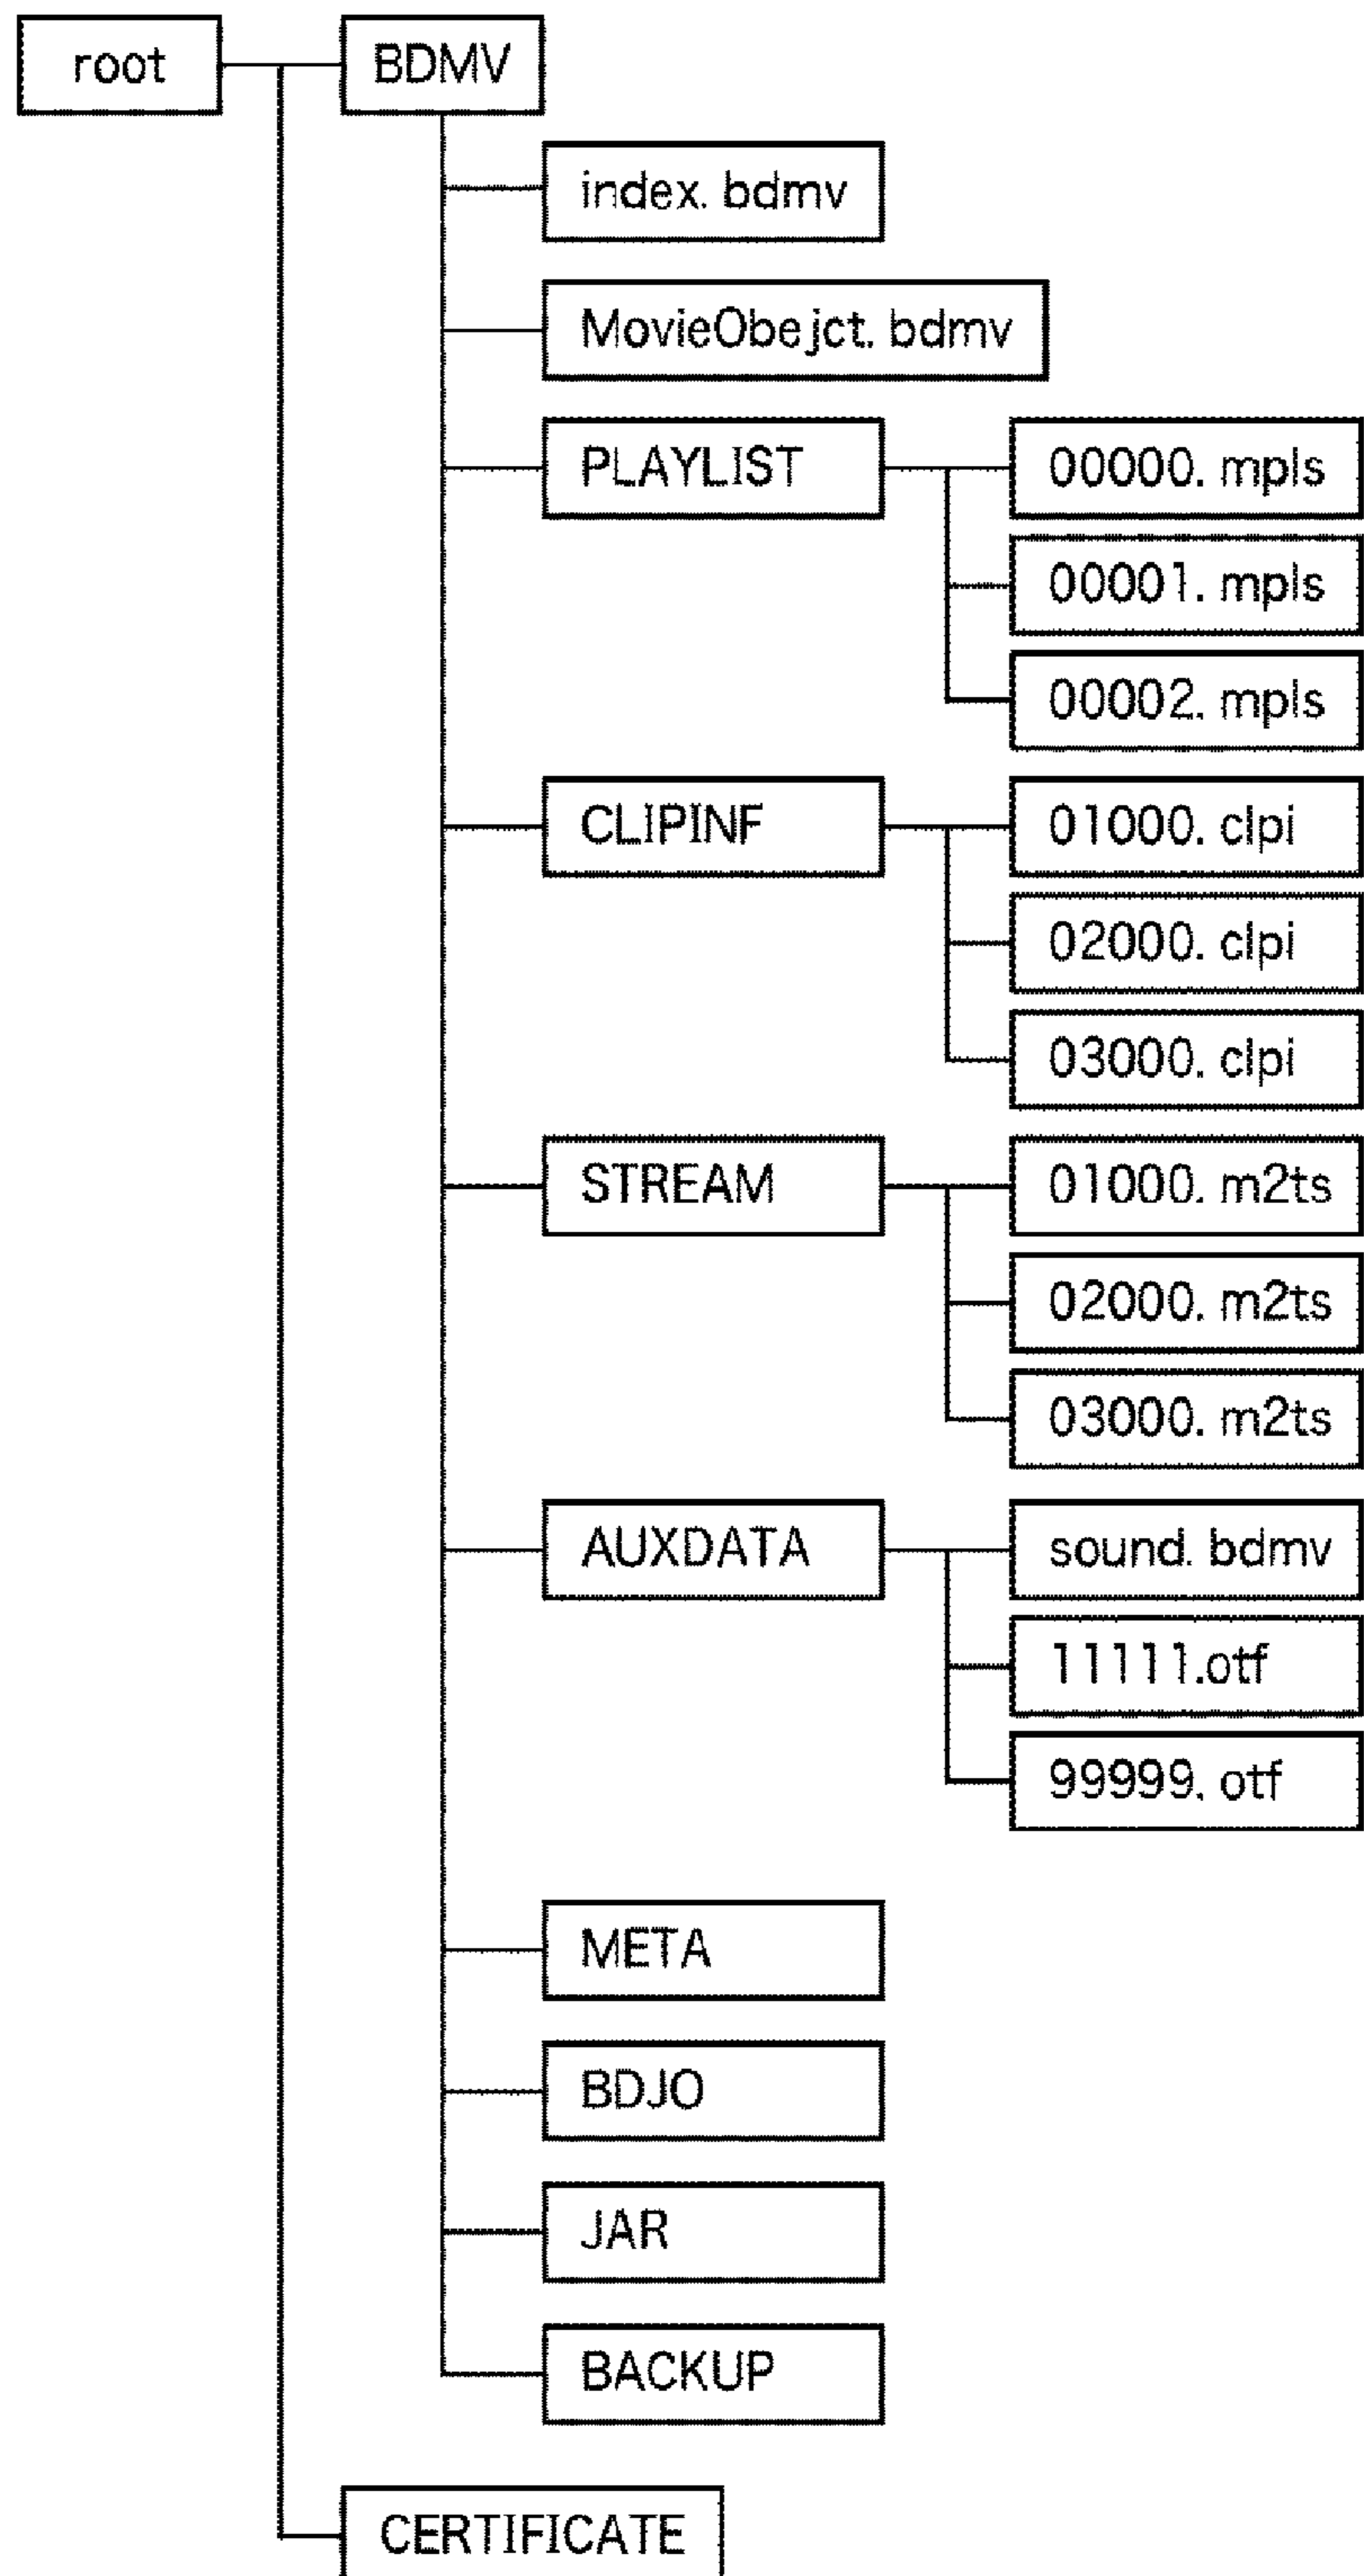 root
BDMV
index. bdmv
MovieObejct. bdmv
PLAYLIST
00000. mpls
00001. mpls
00002. mpls
CLIPINF
01000. clpi
02000. clpi
03000. clpi
STREAM
01000. m2ts
02000. m2ts
03000. m2ts
AUXDATA
sound. bdmv
11111.otf
99999. otf
META
BDJO
JAR
BACKUP
CERTIFICATE